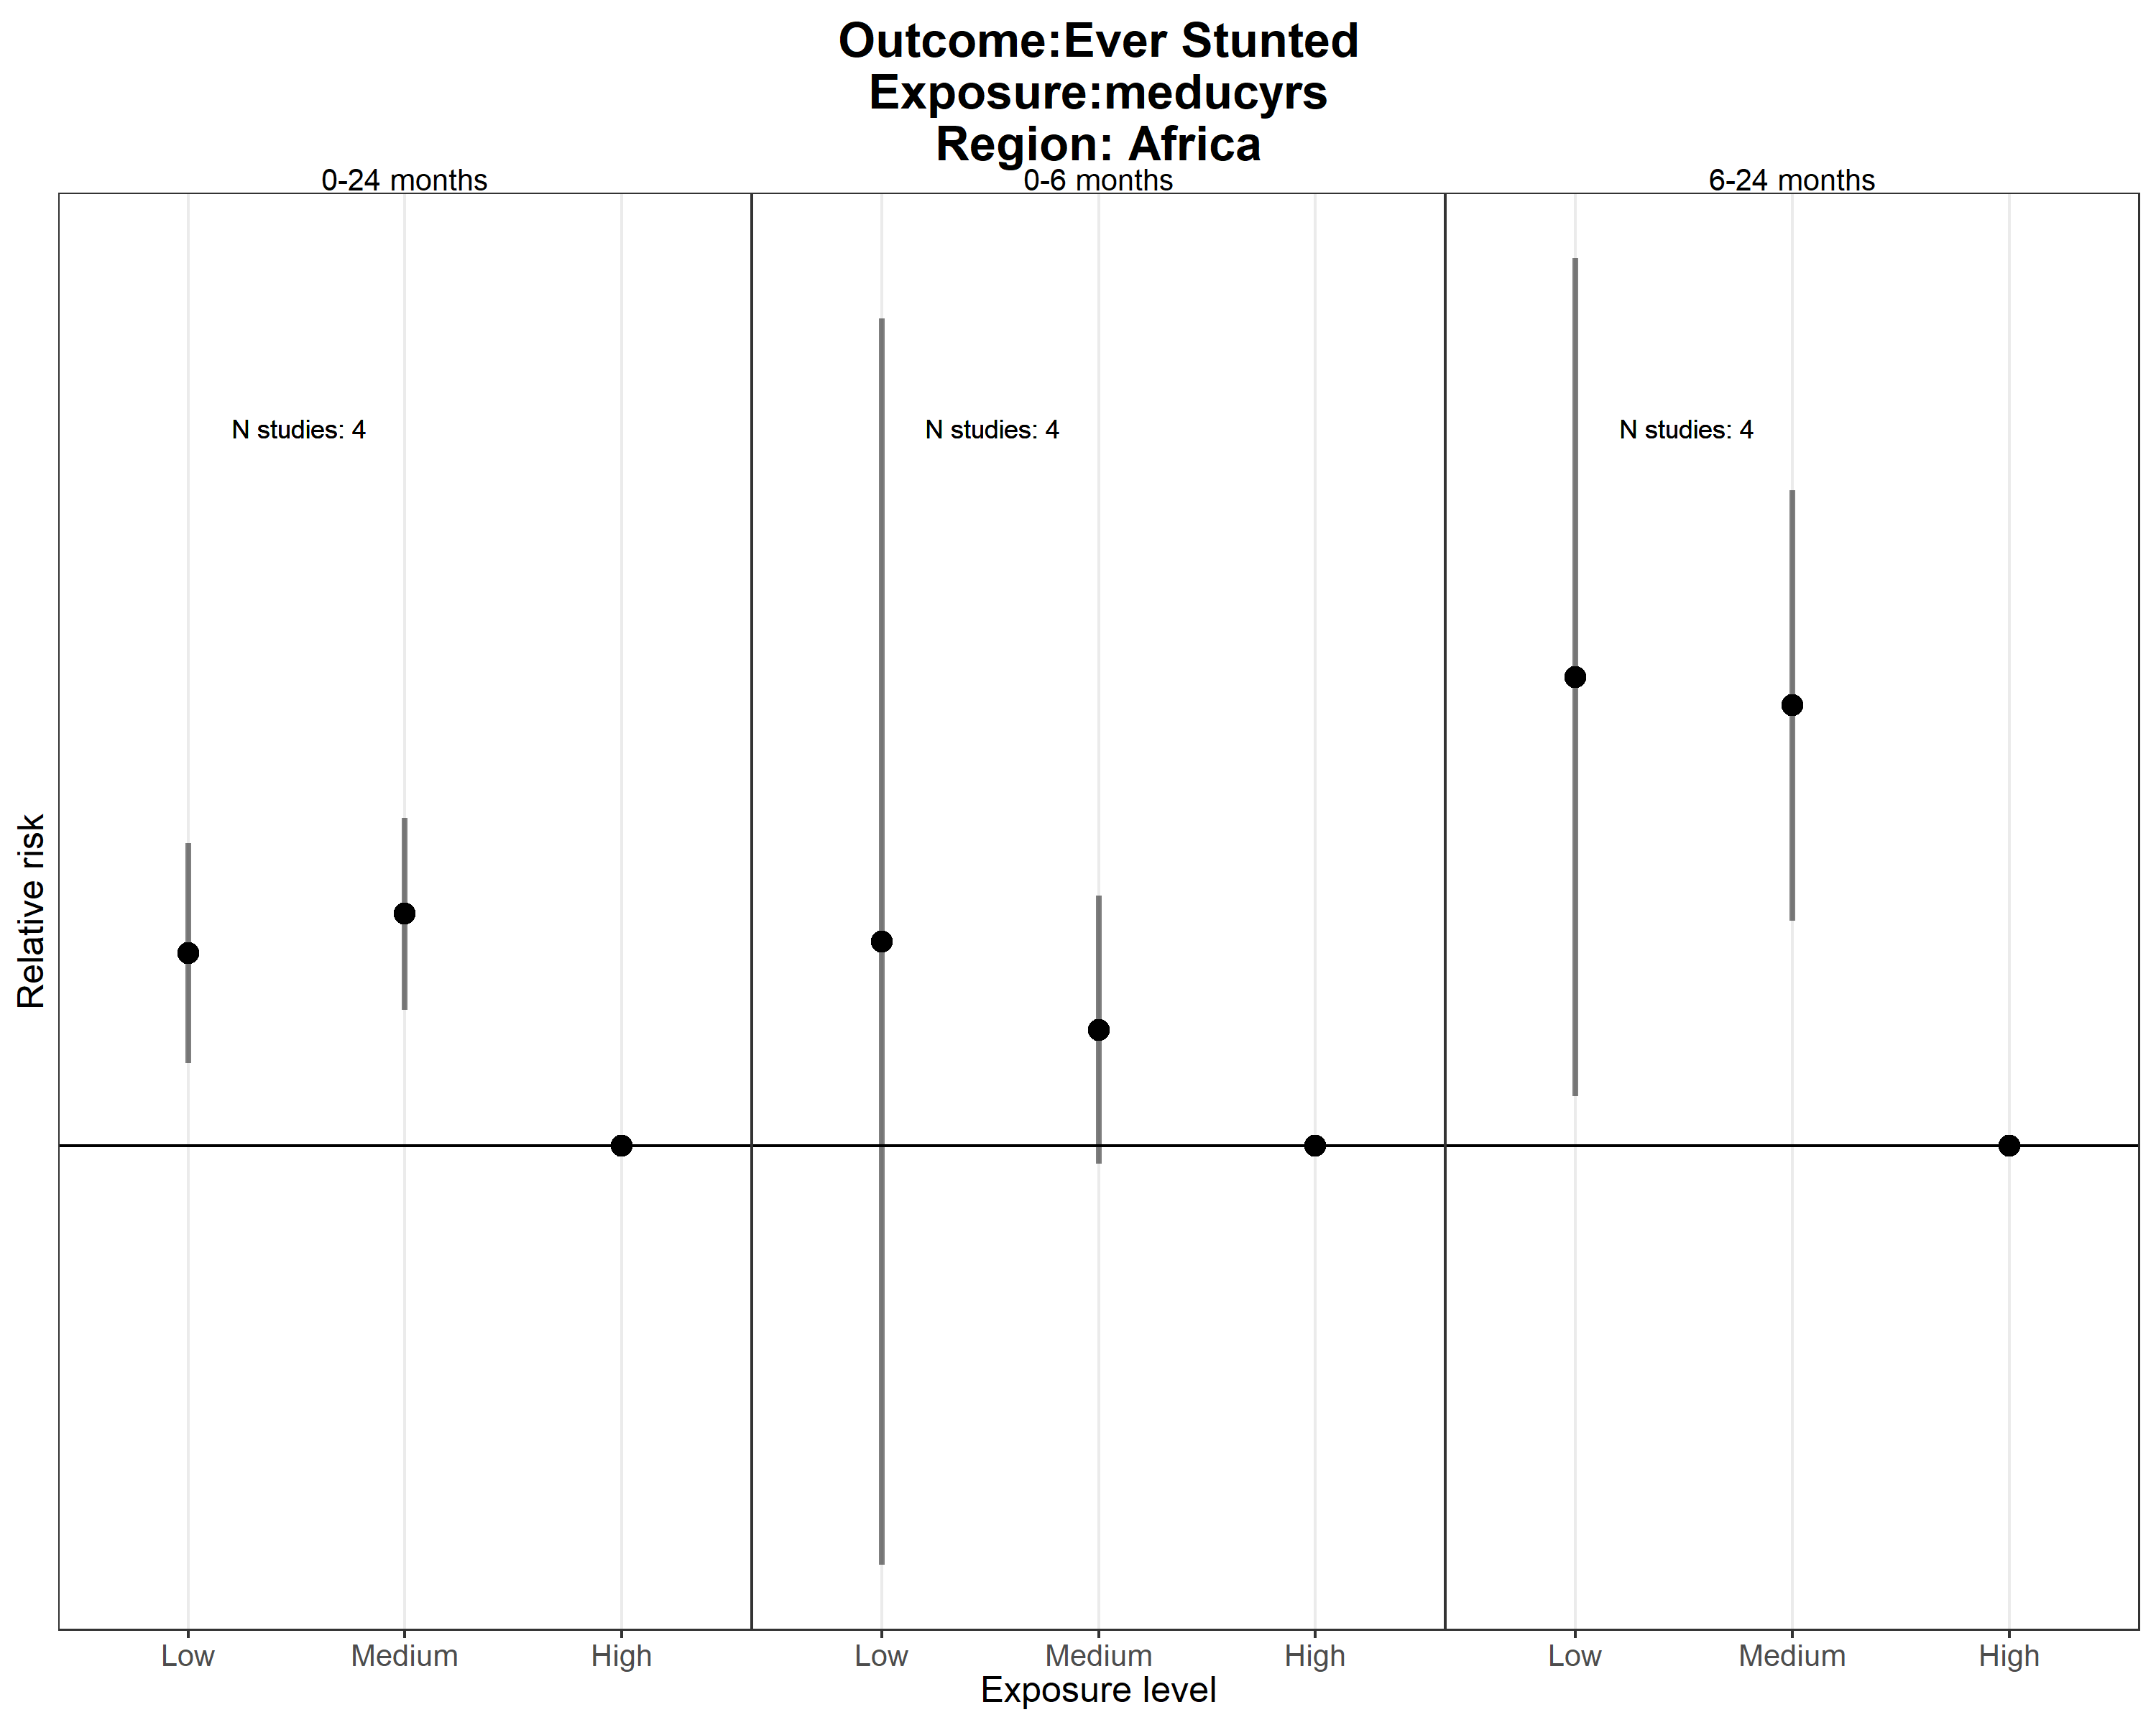 Outcome:Ever Stunted
Exposure:meducyrs
Region: Africa
0-24 months
0-6 months
6-24 months
N studies: 4
N studies: 4
N studies: 4
Relative risk
Low
Medium
High
Low
Medium
High
Low
Medium
High
Exposure level